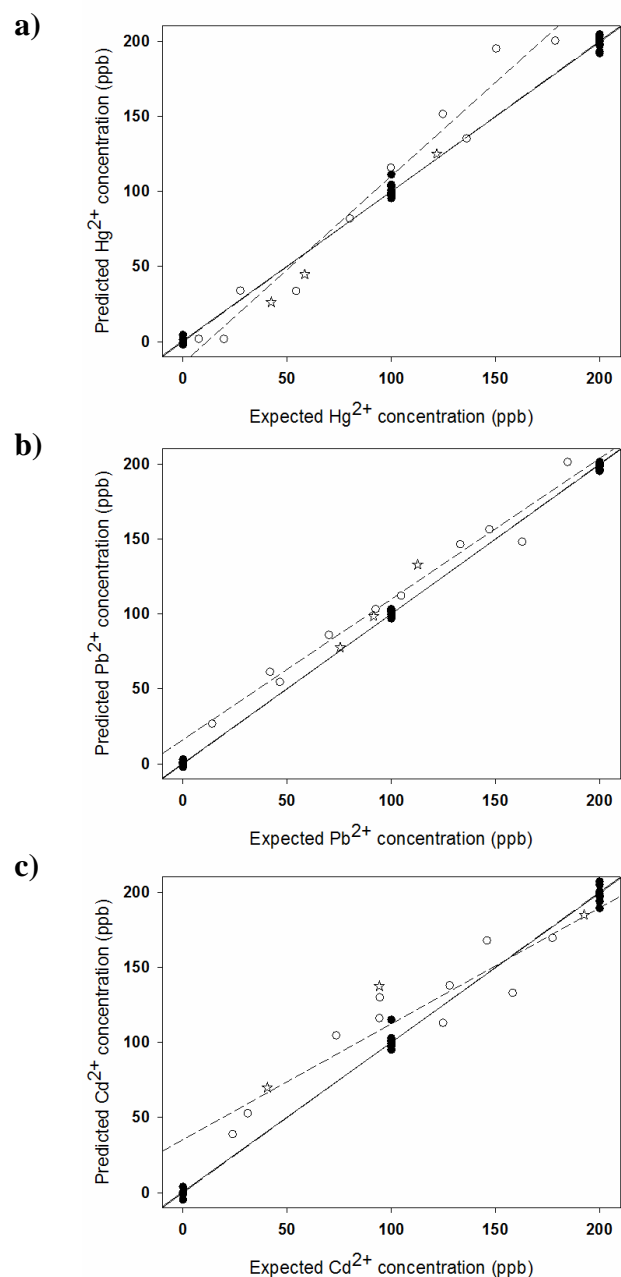 a)
Predicted Hg2+ concentration (ppb)
200
150
100
50
0
0 50 100 150 200
Expected Hg2+ concentration (ppb)
b)
Predicted Pb2+ concentration (ppb)
200
150
100
50
0
0 50 100 150 200
Expected Pb2+ concentration (ppb)
c)
Predicted Cd2+ concentration (ppb)
200
150
100
50
0
0 50 100 150 200
Expected Cd2+ concentration (ppb)